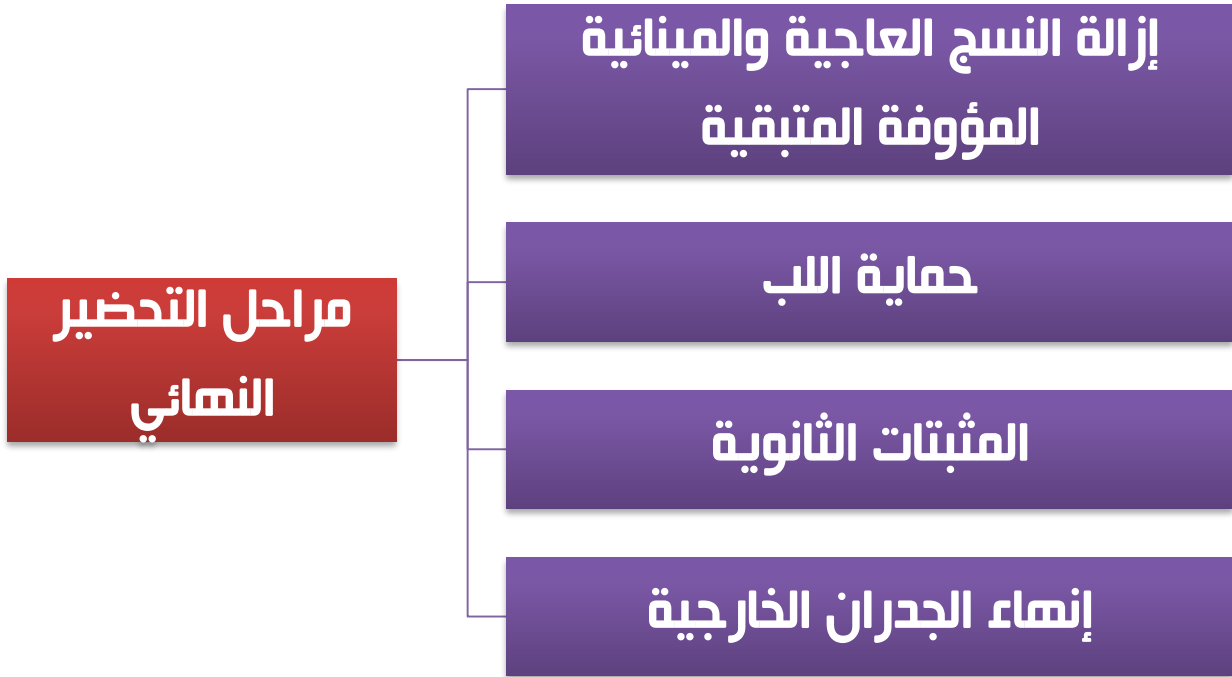 مراحل التحضير
النهائي
إزالة النسج العاجية والمينائية
المؤوفة المتبقية
حماية اللب
المثبتات الثانوية
إنهاء الجدران الخارجية